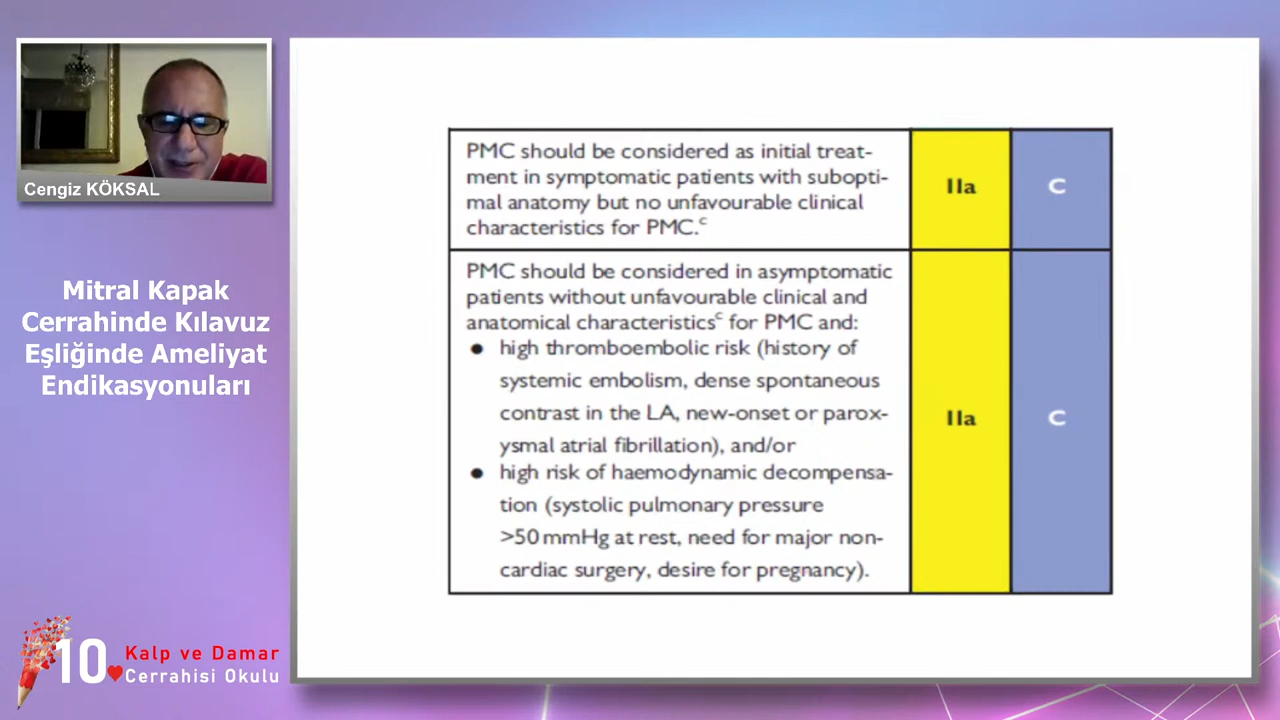 Cengiz KÖKSAL
Mitral Kapak
Cerrahinde Kılavuz
Eşliğinde Ameliyat
Endikasyonuları
10.
Kalp ve Damar
Cerrahisi Okulu
PMC should be considered as initial treat-
ment in symptomatic patients with subopti-
mal anatomy but no unfavourable clinical
characteristics for PMC.c
IIa
C
PMC should be considered in asymptomatic
patients without unfavourable clinical and
anatomical characteristicsc for PMC and:
● high thromboembolic risk (history of
systemic embolism, dense spontaneous
contrast in the LA, new-onset or parox-
ysmal atrial fibrillation), and/or
● high risk of haemodynamic decompensa-
tion (systolic pulmonary pressure
>50 mmHg at rest, need for major non-
cardiac surgery, desire for pregnancy).
IIa
C